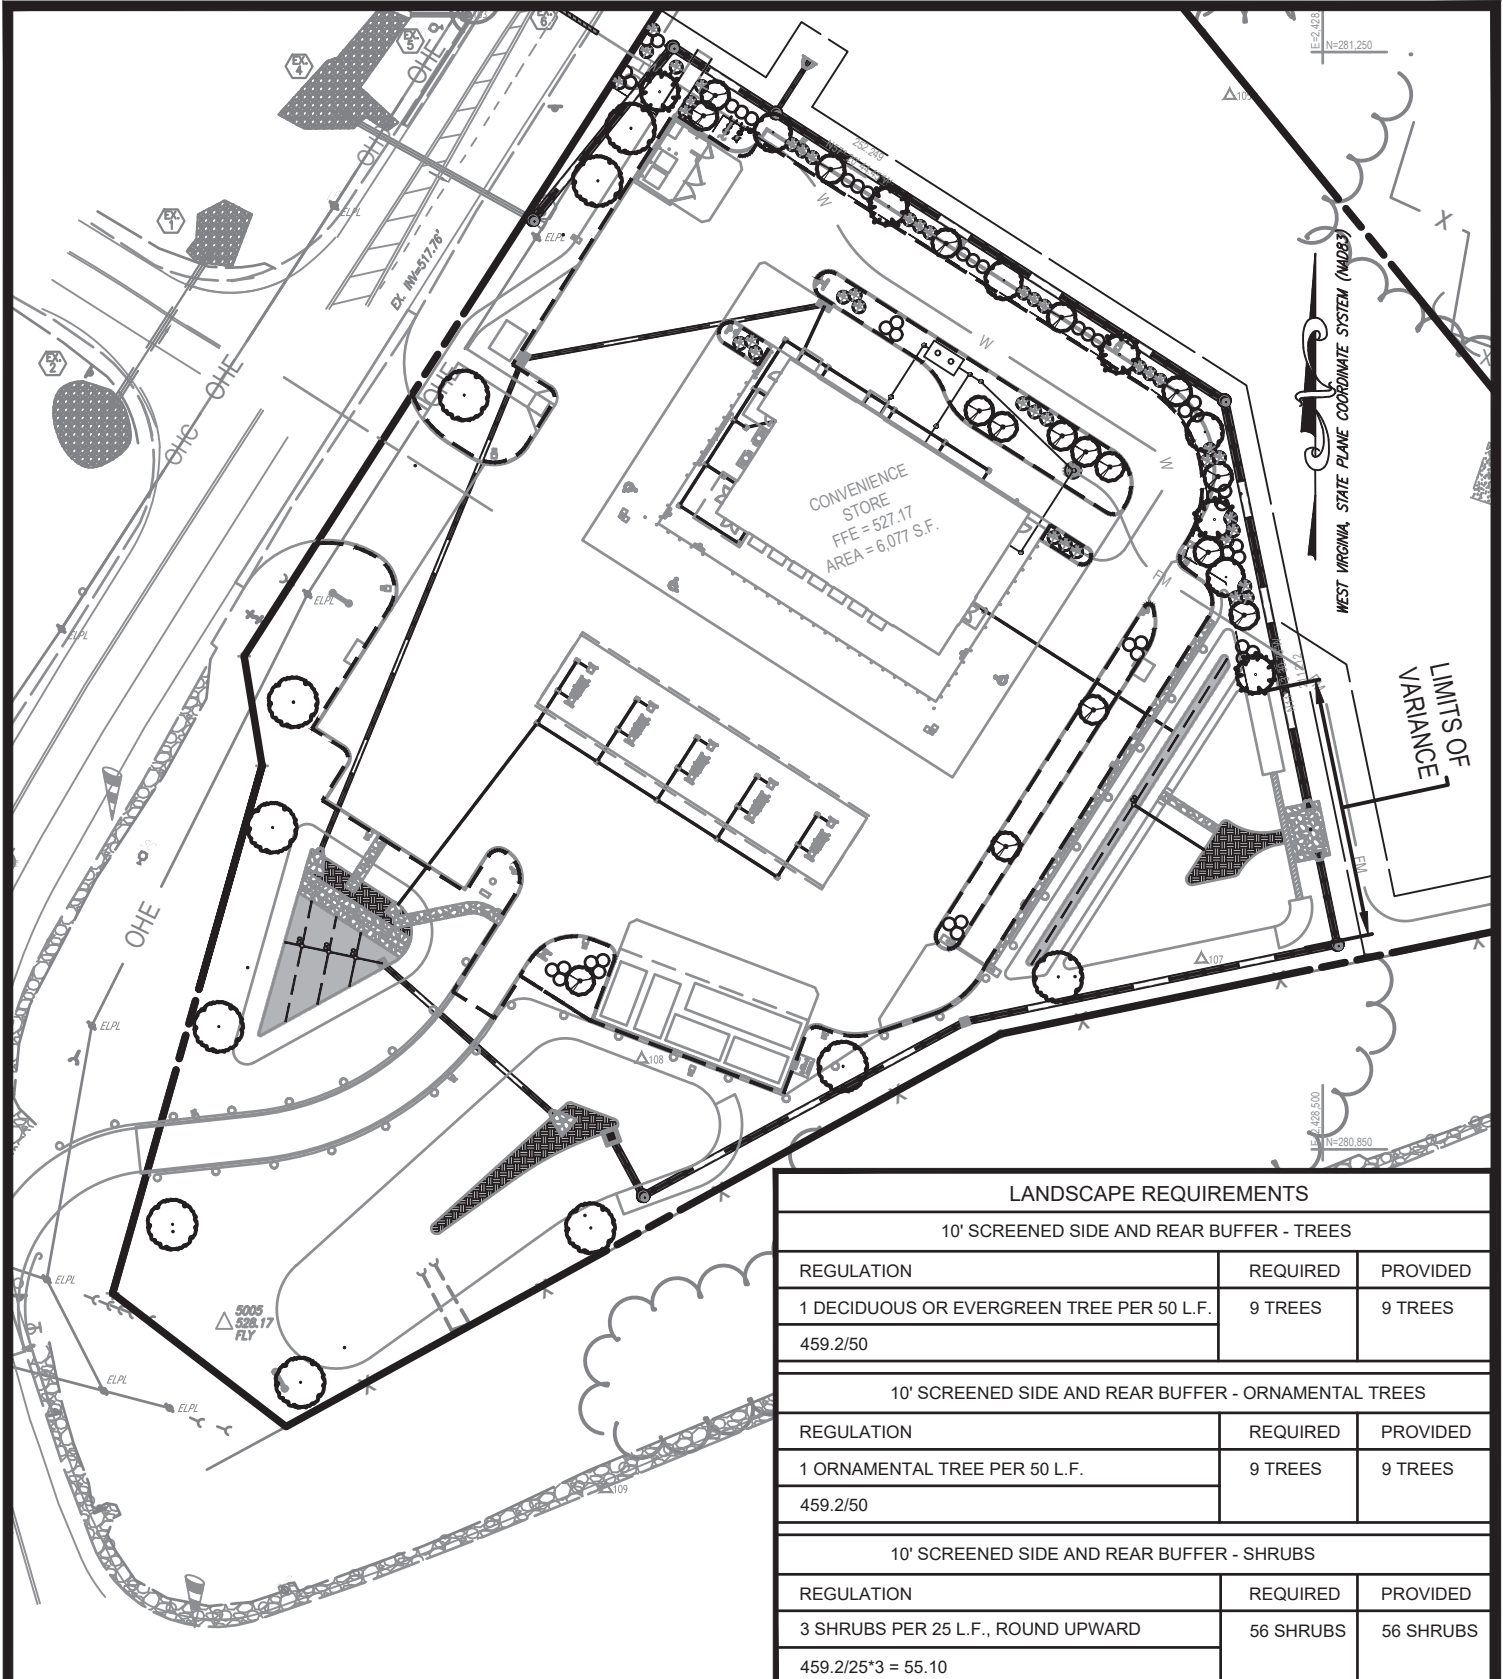 EX. 6
EX. 5
EX. 4
OHE
OHE
E=2,428
N=281,250
EX. 1
ELPL
ELPL
EX. INV=517.76'
252.249
W
W
W
EX. 2
OHE
OHC
OHE
X
X
WEST VIRGINIA, STATE PLANE COORDINATE SYSTEM (NAD83)
CONVENIENCE
STORE
FFE = 527.17
AREA = 6,077 S.F.
FM
ELPL
ELPL
LIMITS OF
VARIANCE
FM
OHE
ELPL
107
108
E=2,428,500
N=280,850
ELPL
5005
528.17
FLY
ELPL
ELPL
109
LANDSCAPE REQUIREMENTS
10' SCREENED SIDE AND REAR BUFFER - TREES
REGULATION REQUIRED PROVIDED
1 DECIDUOUS OR EVERGREEN TREE PER 50 L.F. 9 TREES 9 TREES
459.2/50
10' SCREENED SIDE AND REAR BUFFER - ORNAMENTAL TREES
REGULATION REQUIRED PROVIDED
1 ORNAMENTAL TREE PER 50 L.F. 9 TREES 9 TREES
459.2/50
10' SCREENED SIDE AND REAR BUFFER - SHRUBS
REGULATION REQUIRED PROVIDED
3 SHRUBS PER 25 L.F., ROUND UPWARD 56 SHRUBS 56 SHRUBS
459.2/25*3 = 55.10